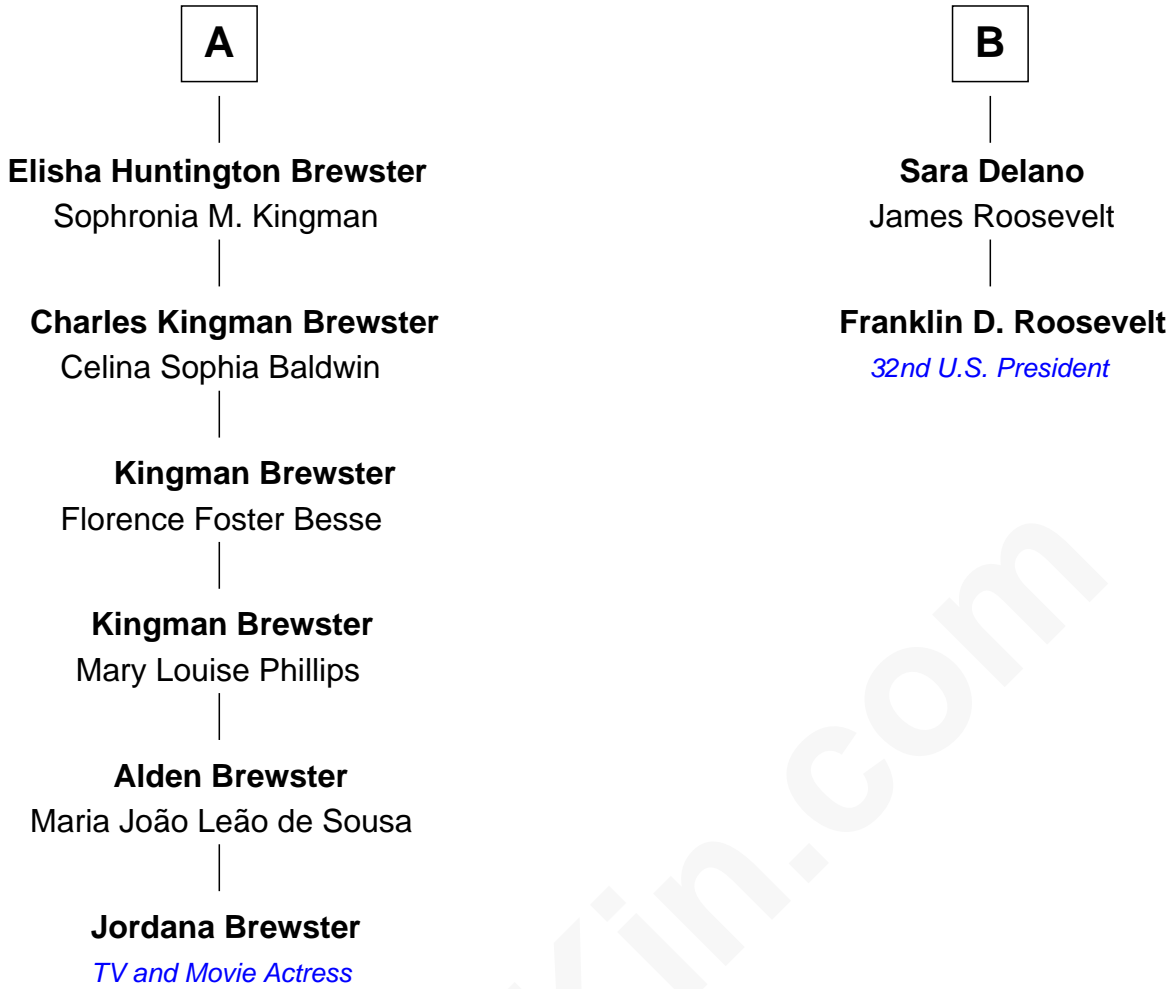 A
Elisha Huntington Brewster
Sophronia M. Kingman
Charles Kingman Brewster
Celina Sophia Baldwin
Kingman Brewster
Florence Foster Besse
Kingman Brewster
Mary Louise Phillips
Alden Brewster
Maria João Leão de Sousa
Jordana Brewster
TV and Movie Actress
B
Sara Delano
James Roosevelt
Franklin D. Roosevelt
32nd U.S. President